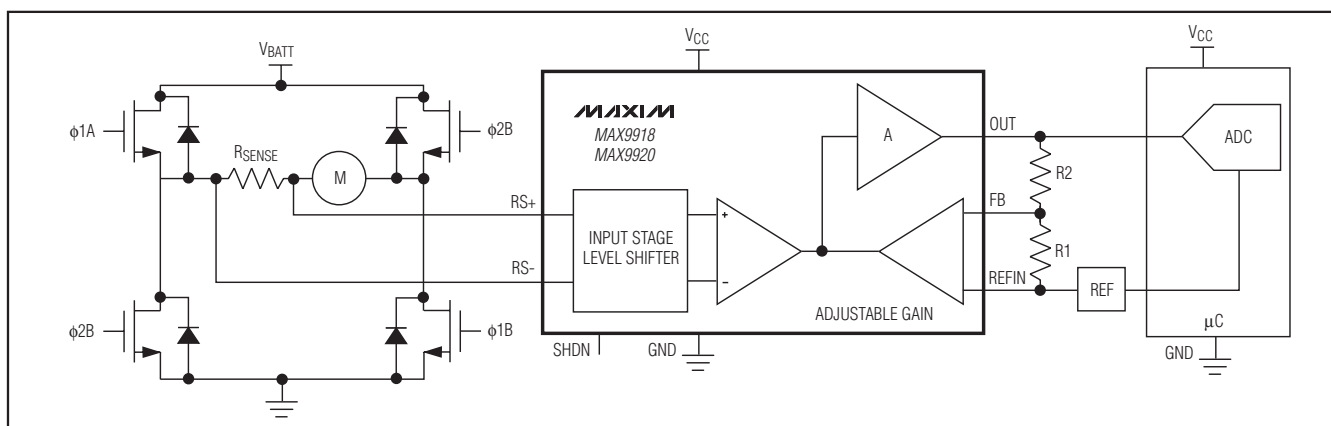 VBATT
VCC
VCC
MAXIM
MAX9918
MAX9920
ϕ1A
ϕ2B
RSENSE
M
A
OUT
ADC
R2
RS+
FB
INPUT STAGE
LEVEL SHIFTER
+
−
R1
RS-
REFIN
REF
ADJUSTABLE GAIN
ϕ2B
ϕ1B
SHDN
GND
µC
GND